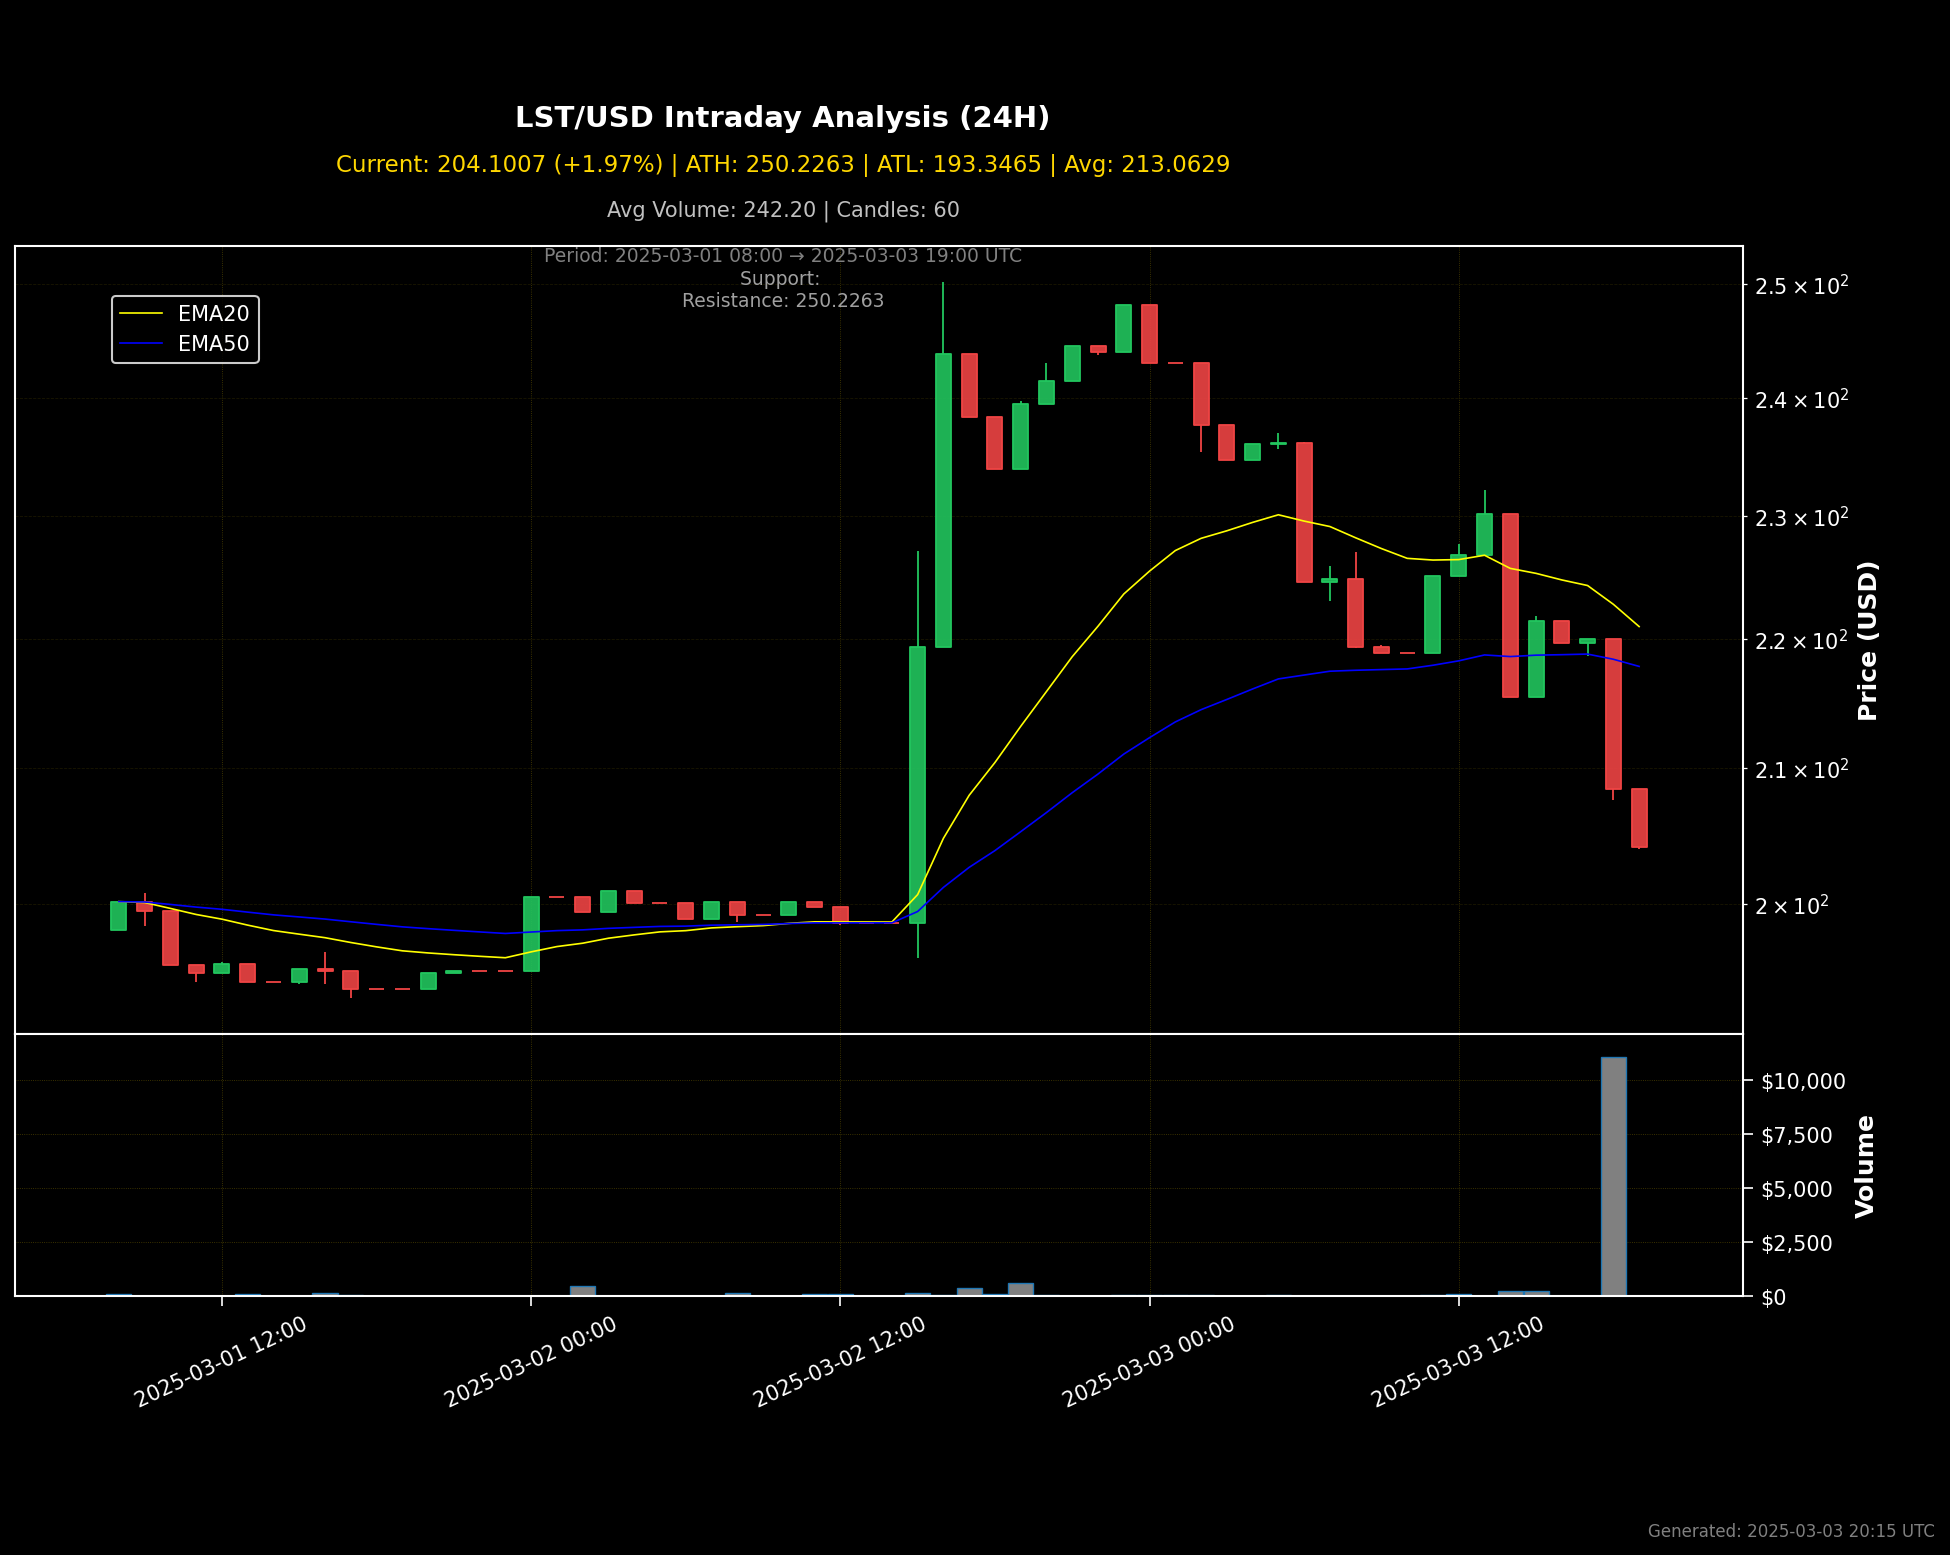 LST/USD Intraday Analysis (24H)
Current: 204.1007 (+1.97%) | ATH: 250.2263 | ATL: 193.3465 | Avg: 213.0629
Avg Volume: 242.20 | Candles: 60
Period: 2025-03-01 08:00 → 2025-03-03 19:00 UTC
Support:
Resistance: 250.2263
EMA20
EMA50
2.5 × 10²
2.4 × 10²
2.3 × 10²
2.2 × 10²
2.1 × 10²
2 × 10²
Price (USD)
$10,000
$7,500
$5,000
$2,500
$0
Volume
2025-03-01 12:00
2025-03-02 00:00
2025-03-02 12:00
2025-03-03 00:00
2025-03-03 12:00
Generated: 2025-03-03 20:15 UTC